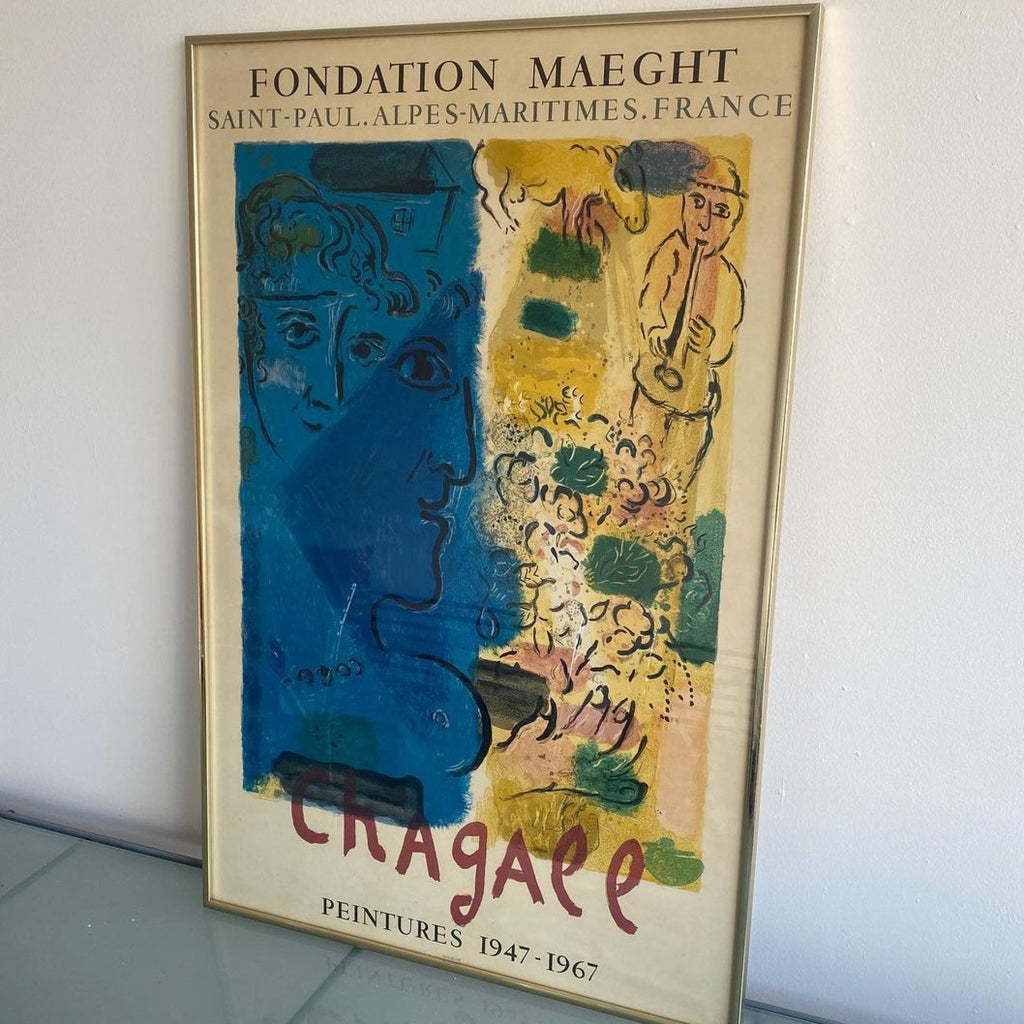 FONDATION MAEGHT
SAINT-PAUL.ALPES-MARITIMES.FRANCE
CHAgAll
PEINTURES 1947-1967